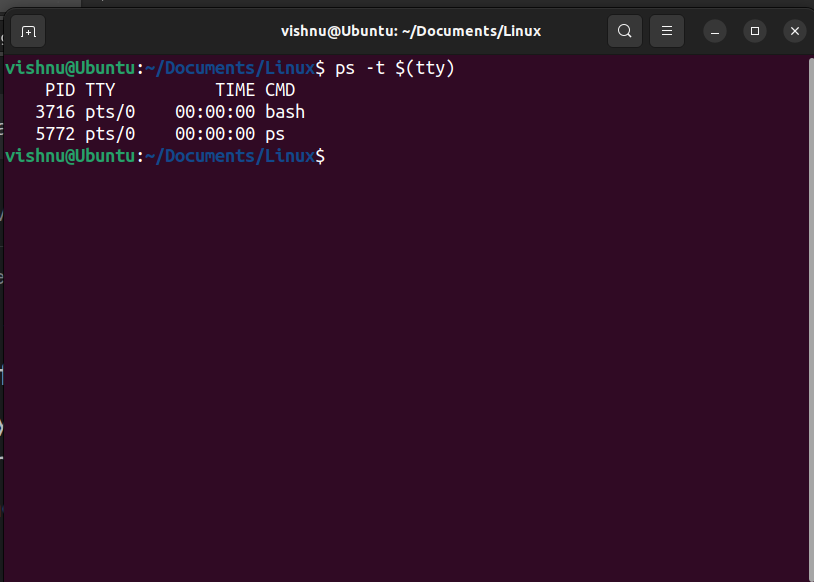 vishnu@Ubuntu: ~/Documents/Linux
vishnu@Ubuntu:~/Documents/Linux$ ps -t $(tty)
    PID TTY          TIME CMD
   3716 pts/0    00:00:00 bash
   5772 pts/0    00:00:00 ps
vishnu@Ubuntu:~/Documents/Linux$